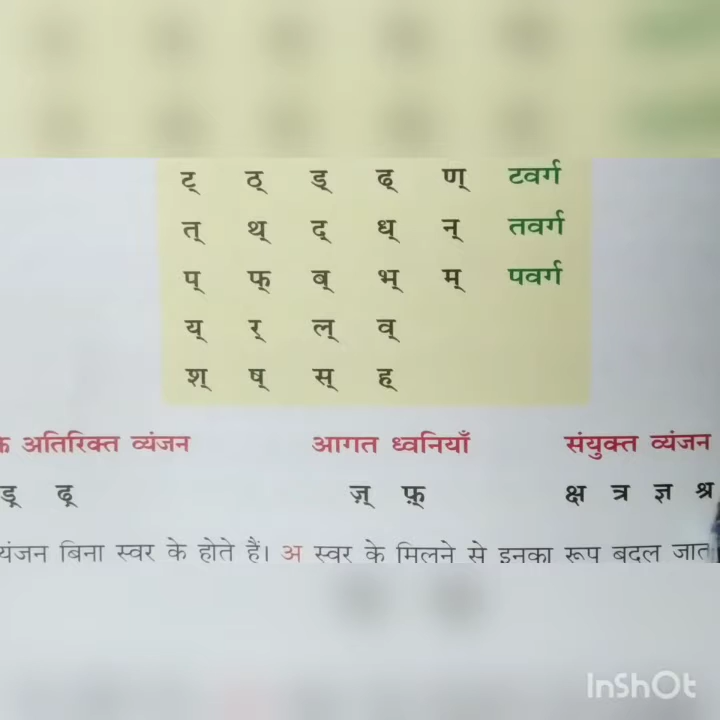 ट् ठ् ड् ढ् ण् टवर्ग
त् थ् द् ध् न् तवर्ग
प् फ् ब् भ् म् पवर्ग
य् र् ल् व्
श् ष् स् ह्
अतिरिक्त व्यंजन आगत ध्वनियाँ संयुक्त व्यंजन
ड़् ढ़् ज़् फ़् क्ष त्र ज्ञ श्र
यंजन बिना स्वर के होते हैं। अ स्वर के मिलने से इनका रूप बदल जात
InShOt